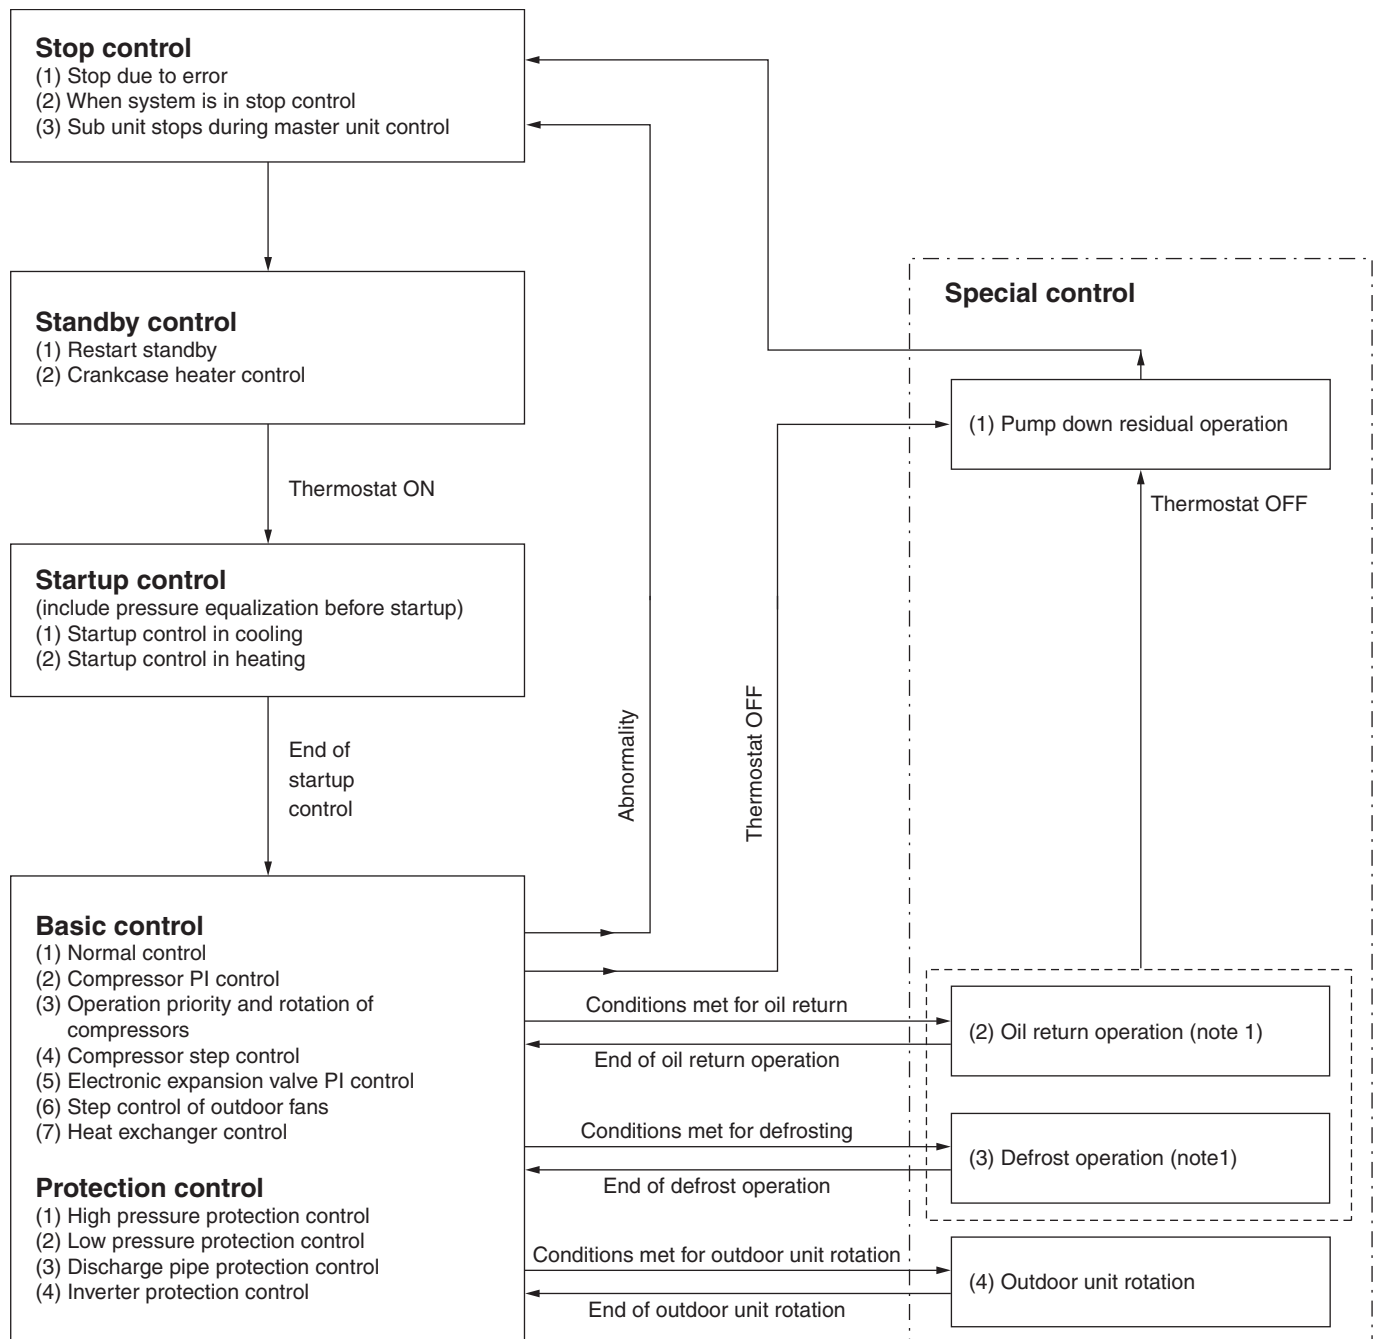 Stop control
(1) Stop due to error
(2) When system is in stop control
(3) Sub unit stops during master unit control
Standby control
(1) Restart standby
(2) Crankcase heater control
Thermostat ON
Startup control
(include pressure equalization before startup)
(1) Startup control in cooling
(2) Startup control in heating
End of
startup
control
Basic control
(1) Normal control
(2) Compressor PI control
(3) Operation priority and rotation of
compressors
(4) Compressor step control
(5) Electronic expansion valve PI control
(6) Step control of outdoor fans
(7) Heat exchanger control
Protection control
(1) High pressure protection control
(2) Low pressure protection control
(3) Discharge pipe protection control
(4) Inverter protection control
Abnormality
Thermostat OFF
Conditions met for oil return
End of oil return operation
Conditions met for defrosting
End of defrost operation
Conditions met for outdoor unit rotation
End of outdoor unit rotation
Special control
(1) Pump down residual operation
Thermostat OFF
(2) Oil return operation (note 1)
(3) Defrost operation (note1)
(4) Outdoor unit rotation